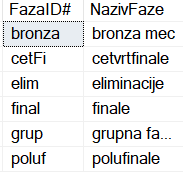 FazaID# NazivFaze
bronza bronza mec
cetFi cetvrtfinale
elim eliminacije
final finale
grup grupna fa...
poluf polufinale